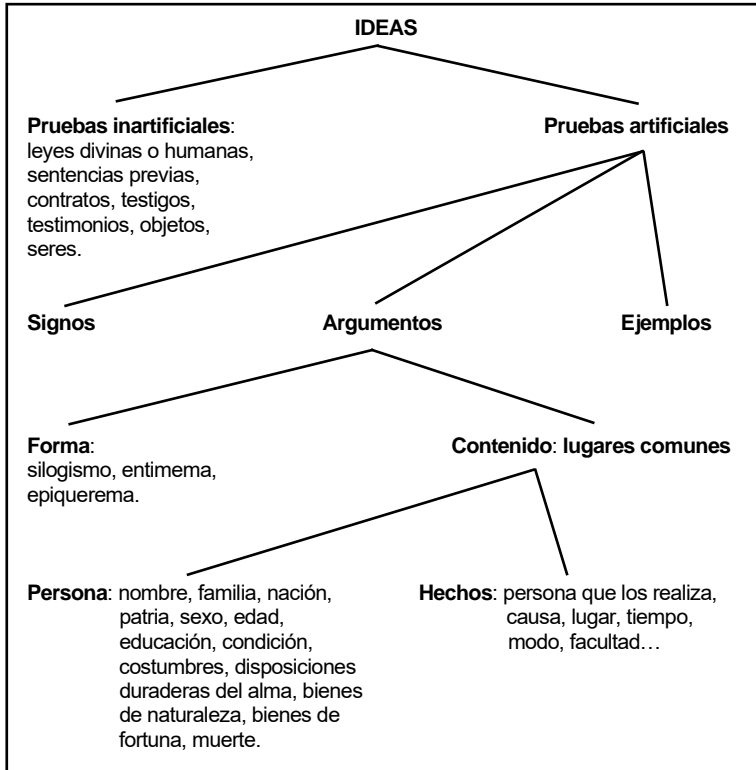 IDEAS
Pruebas inartificiales:
leyes divinas o humanas,
sentencias previas,
contratos, testigos,
testimonios, objetos,
seres.
Pruebas artificiales
Signos
Argumentos
Ejemplos
Forma:
silogismo, entimema,
epiquerema.
Contenido: lugares comunes
Persona: nombre, familia, nación,
patria, sexo, edad,
educación, condición,
costumbres, disposiciones
duraderas del alma, bienes
de naturaleza, bienes de
fortuna, muerte.
Hechos: persona que los realiza,
causa, lugar, tiempo,
modo, facultad…